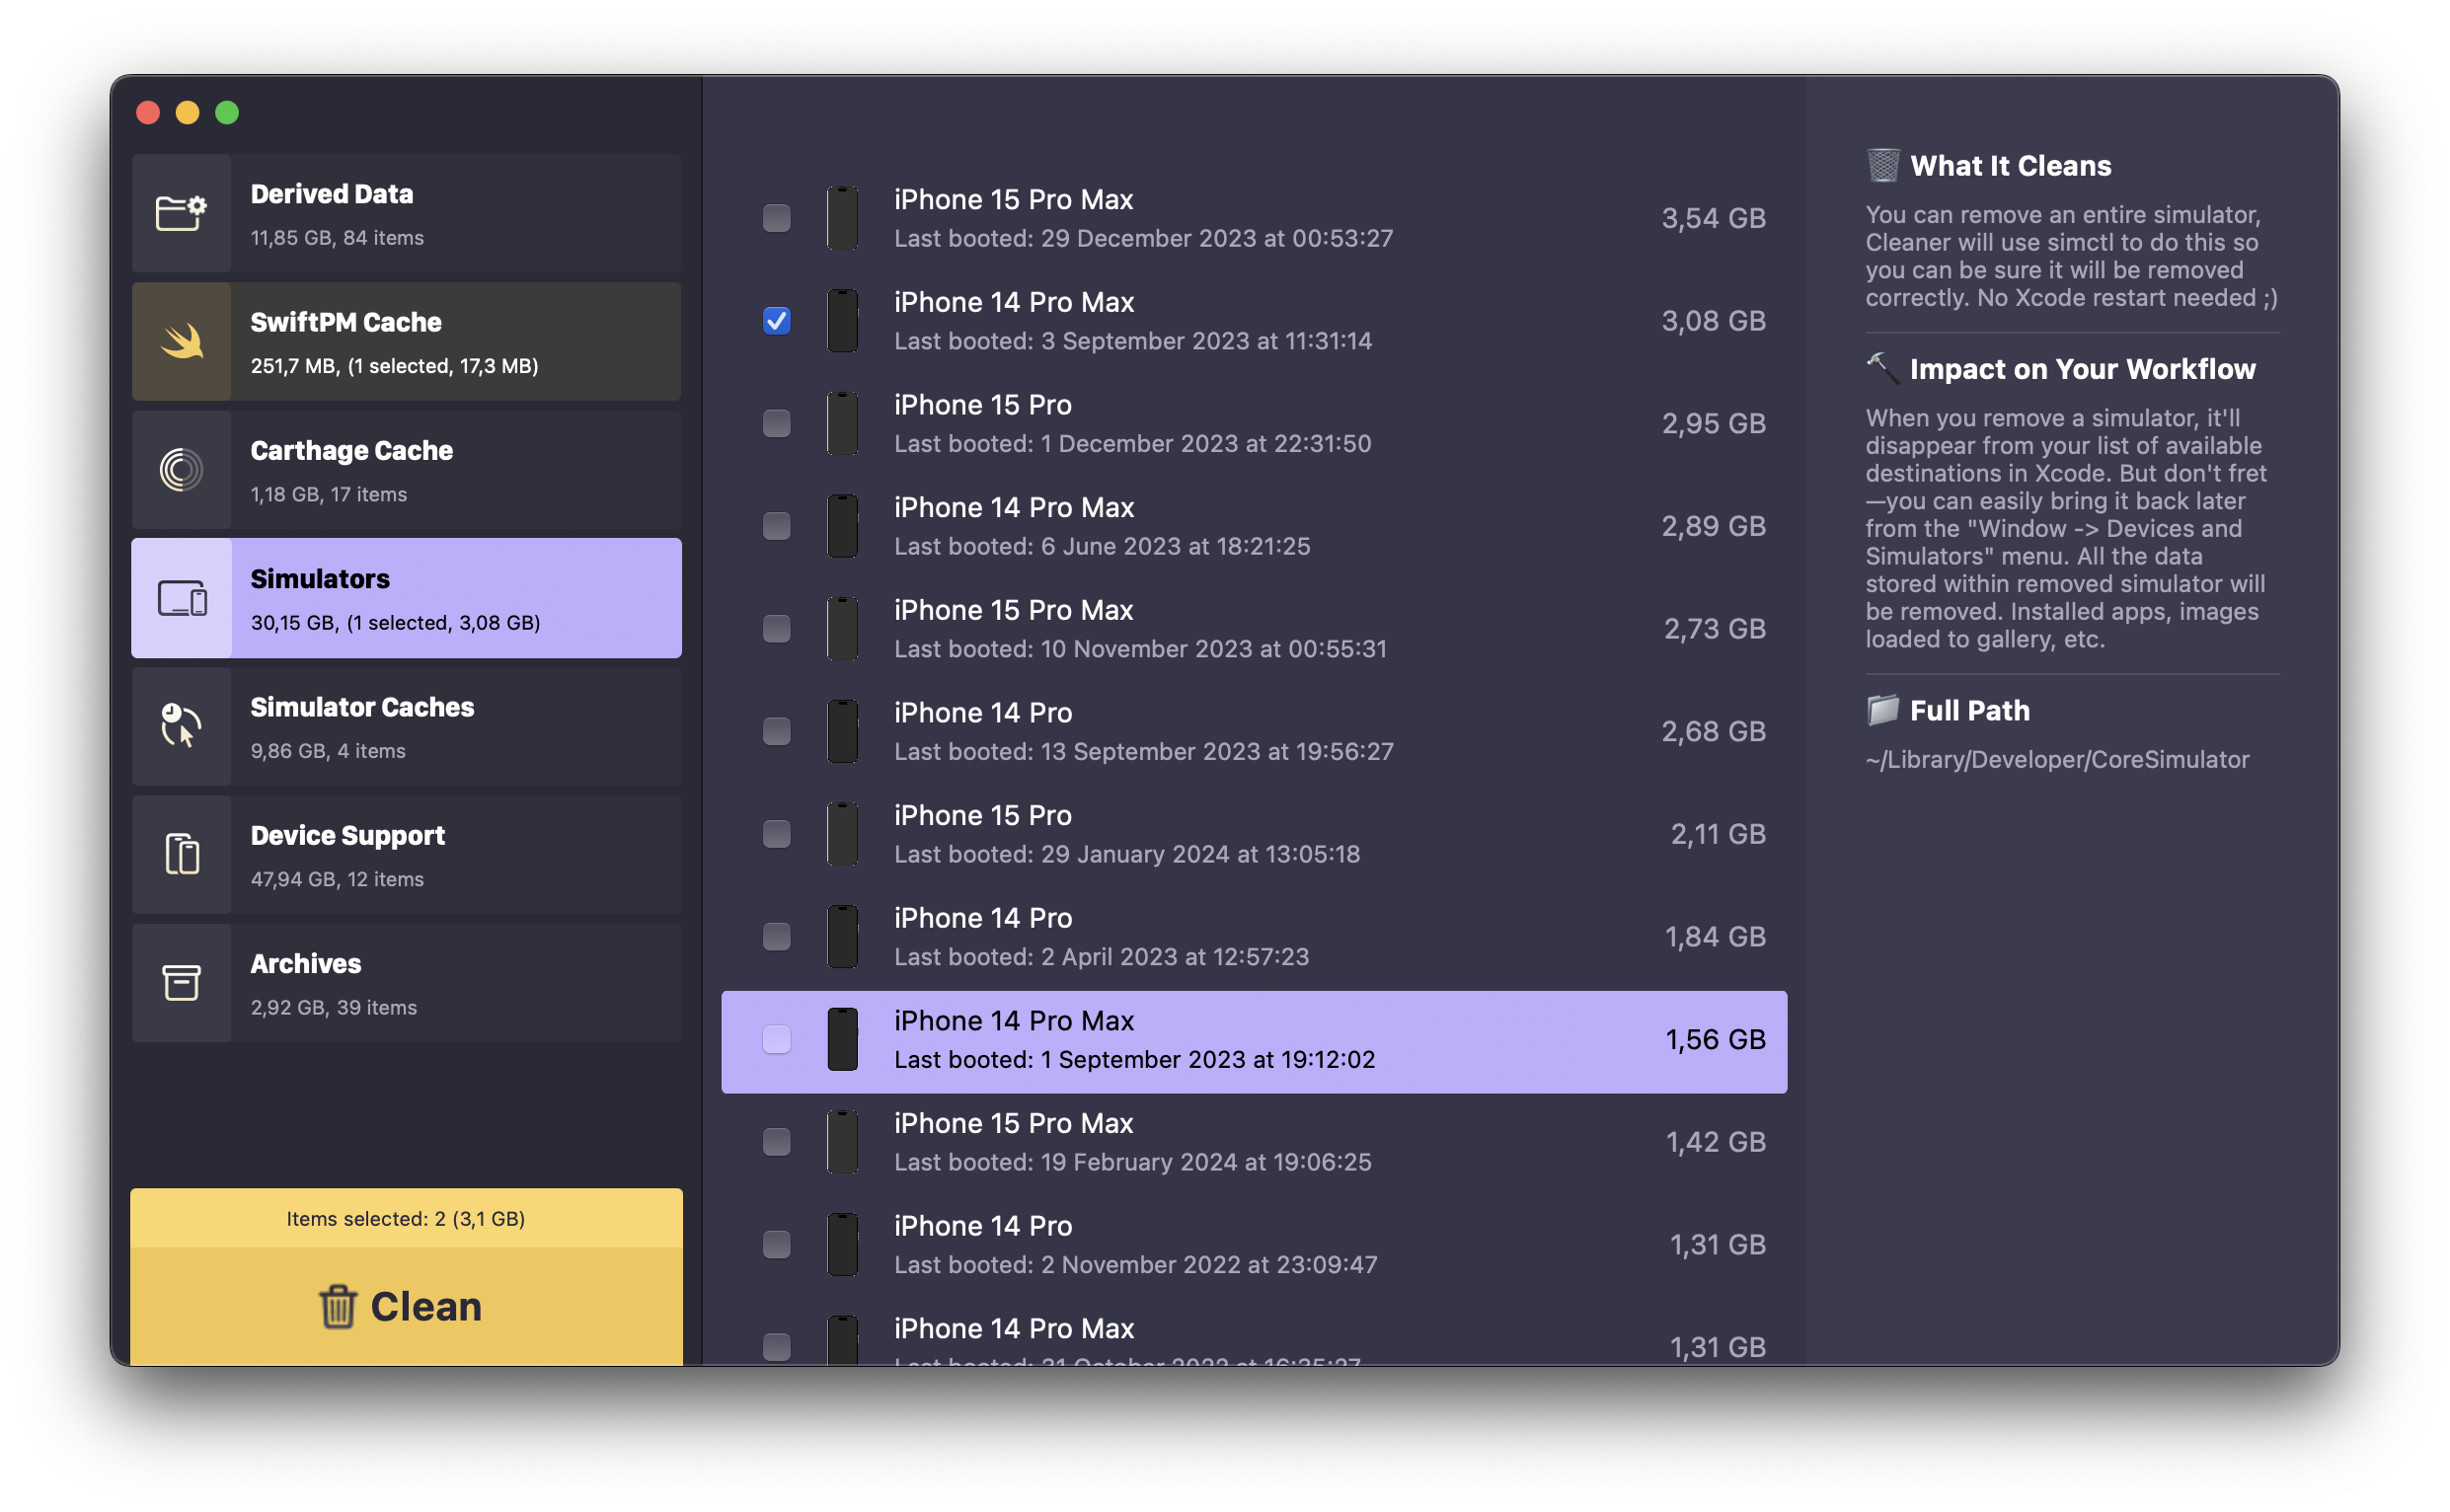 Derived Data
11,85 GB, 84 items
SwiftPM Cache
251,7 MB, (1 selected, 17,3 MB)
Carthage Cache
1,18 GB, 17 items
Simulators
30,15 GB, (1 selected, 3,08 GB)
Simulator Caches
9,86 GB, 4 items
Device Support
47,94 GB, 12 items
Archives
2,92 GB, 39 items
Items selected: 2 (3,1 GB)
Clean
iPhone 15 Pro Max
Last booted: 29 December 2023 at 00:53:27
3,54 GB
iPhone 14 Pro Max
Last booted: 3 September 2023 at 11:31:14
3,08 GB
iPhone 15 Pro
Last booted: 1 December 2023 at 22:31:50
2,95 GB
iPhone 14 Pro Max
Last booted: 6 June 2023 at 18:21:25
2,89 GB
iPhone 15 Pro Max
Last booted: 10 November 2023 at 00:55:31
2,73 GB
iPhone 14 Pro
Last booted: 13 September 2023 at 19:56:27
2,68 GB
iPhone 15 Pro
Last booted: 29 January 2024 at 13:05:18
2,11 GB
iPhone 14 Pro
Last booted: 2 April 2023 at 12:57:23
1,84 GB
iPhone 14 Pro Max
Last booted: 1 September 2023 at 19:12:02
1,56 GB
iPhone 15 Pro Max
Last booted: 19 February 2024 at 19:06:25
1,42 GB
iPhone 14 Pro
Last booted: 2 November 2022 at 23:09:47
1,31 GB
iPhone 14 Pro Max
Last booted: 31 October 2022 at
1,31 GB
What It Cleans
You can remove an entire simulator,
Cleaner will use simctl to do this so
you can be sure it will be removed
correctly. No Xcode restart needed ;)
Impact on Your Workflow
When you remove a simulator, it'll
disappear from your list of available
destinations in Xcode. But don't fret
—you can easily bring it back later
from the "Window -> Devices and
Simulators" menu. All the data
stored within removed simulator will
be removed. Installed apps, images
loaded to gallery, etc.
Full Path
~/Library/Developer/CoreSimulator